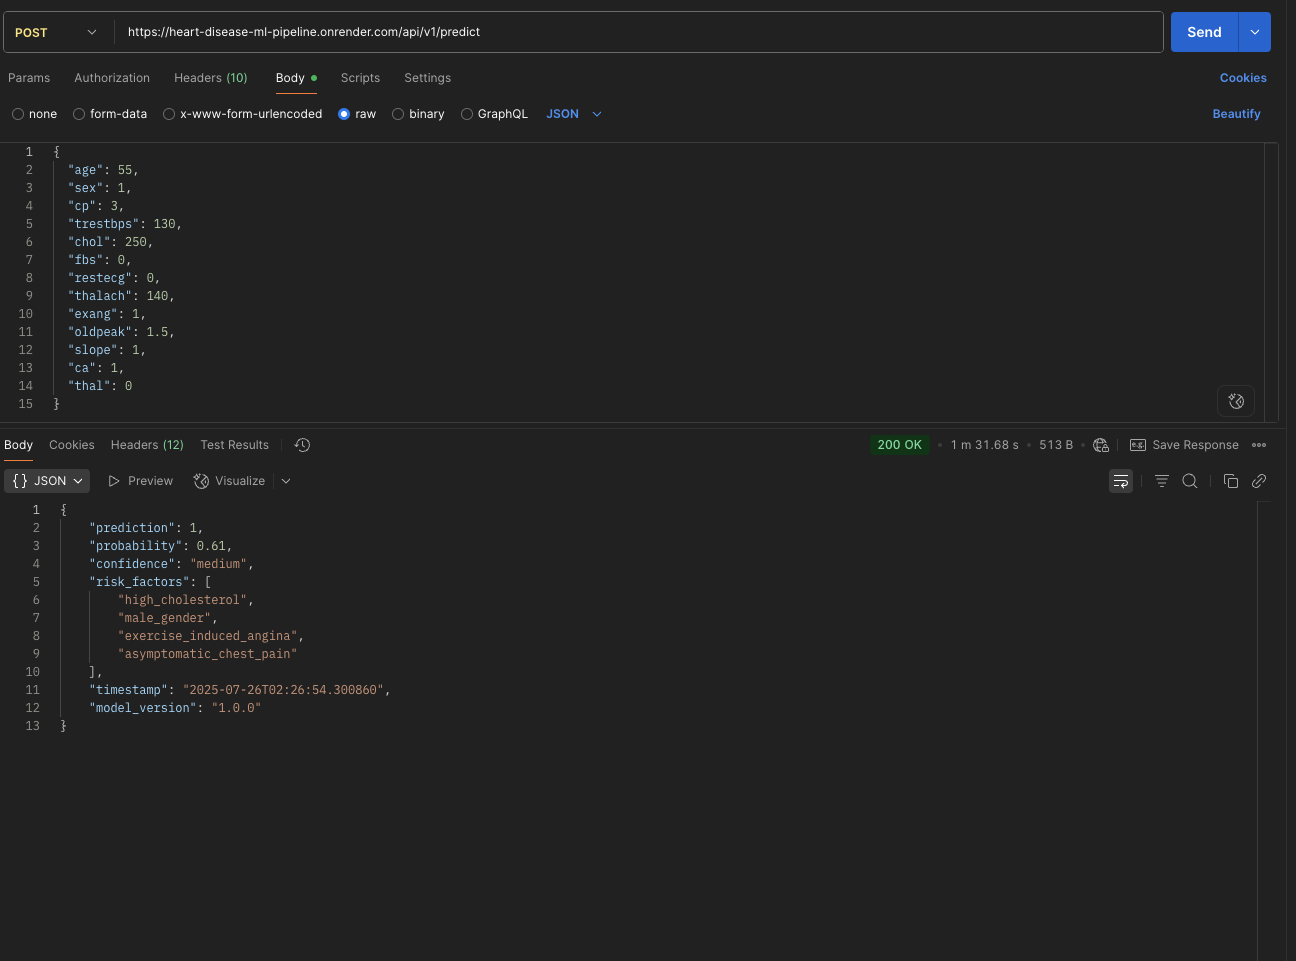 POST https://heart-disease-ml-pipeline.onrender.com/api/v1/predict Send
Params Authorization Headers (10) Body Scripts Settings Cookies
none form-data x-www-form-urlencoded raw binary GraphQL JSON Beautify
1 {
2 "age": 55,
3 "sex": 1,
4 "cp": 3,
5 "trestbps": 130,
6 "chol": 250,
7 "fbs": 0,
8 "restecg": 0,
9 "thalach": 140,
10 "exang": 1,
11 "oldpeak": 1.5,
12 "slope": 1,
13 "ca": 1,
14 "thal": 0
15 }
Body Cookies Headers (12) Test Results 200 OK • 1 m 31.68 s • 513 B • e.g. Save Response
{} JSON Preview Visualize
1 {
2 "prediction": 1,
3 "probability": 0.61,
4 "confidence": "medium",
5 "risk_factors": [
6 "high_cholesterol",
7 "male_gender",
8 "exercise_induced_angina",
9 "asymptomatic_chest_pain"
10 ],
11 "timestamp": "2025-07-26T02:26:54.300860",
12 "model_version": "1.0.0"
13 }